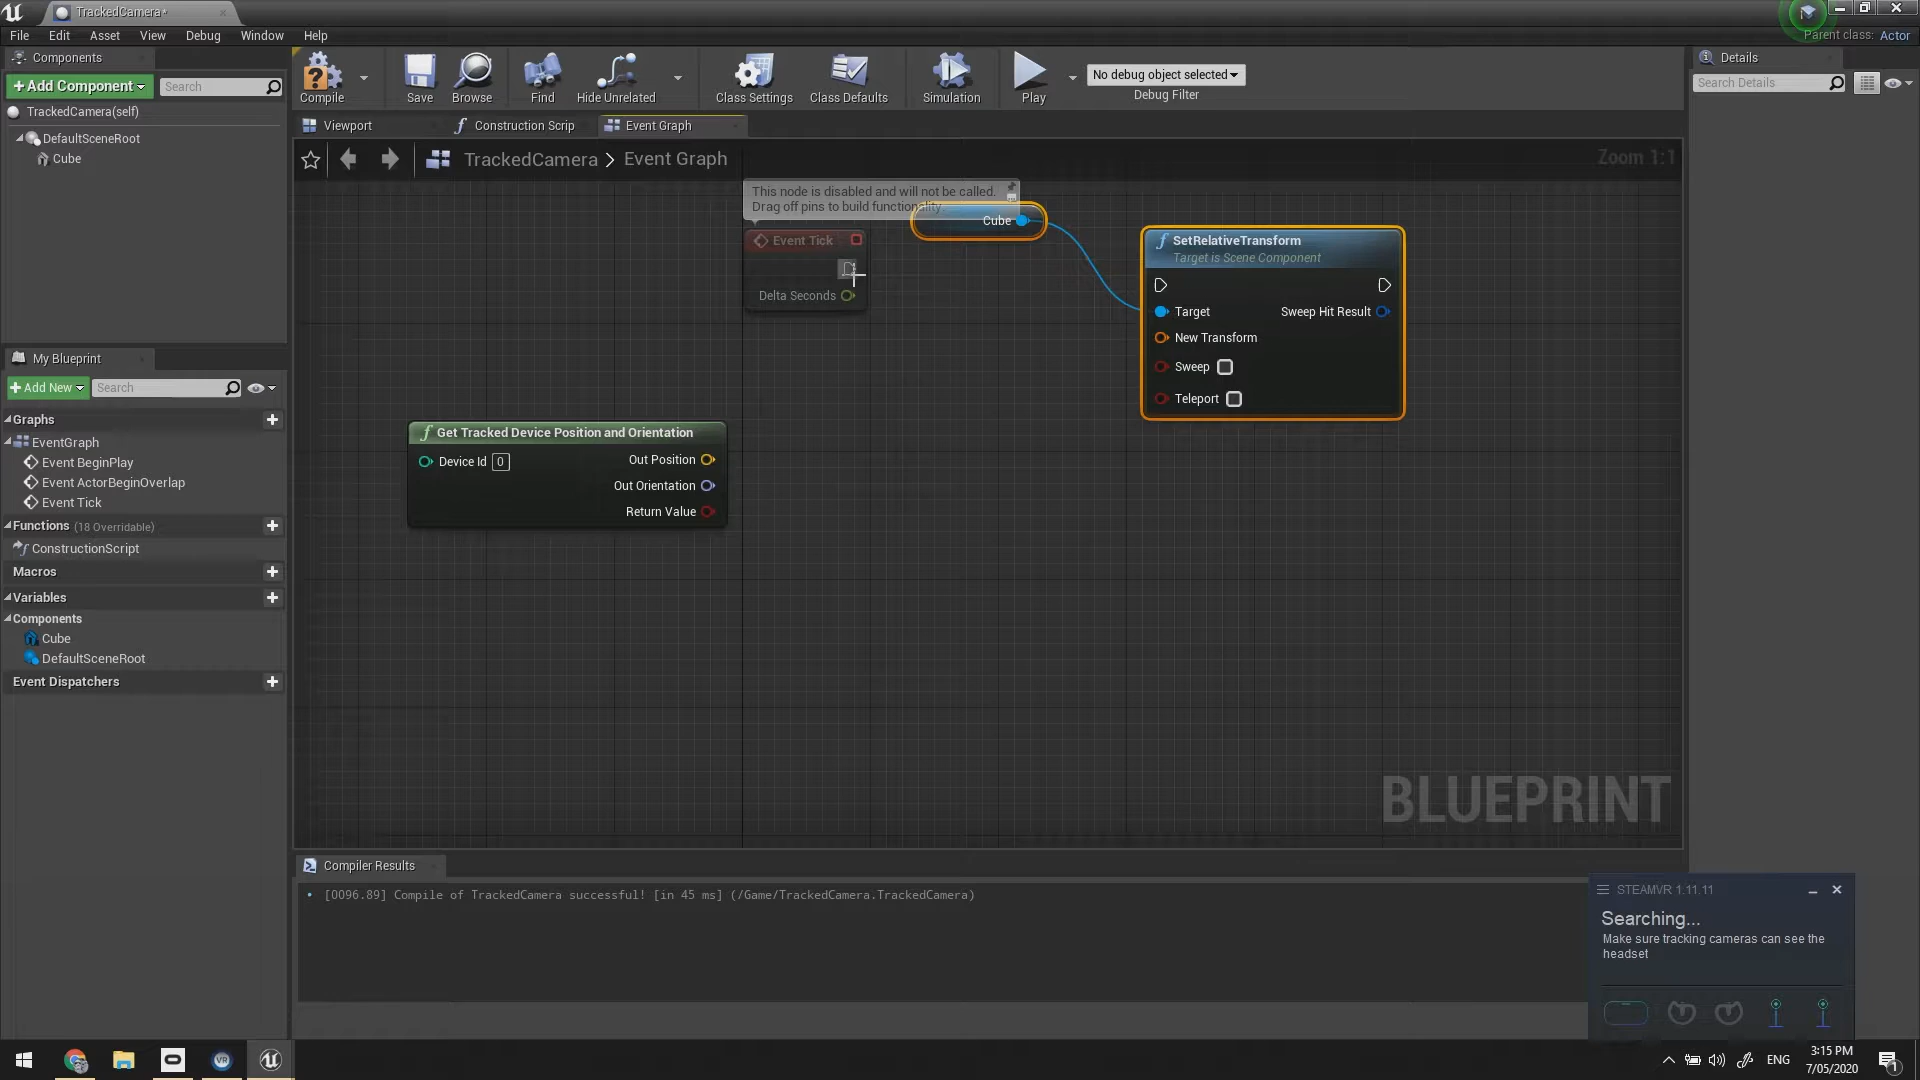 TrackedCamera*
File Edit Asset View Debug Window Help
Parent class: Actor
Components
+Add Component
Search
TrackedCamera(self)
DefaultSceneRoot
Cube
Compile
Save
Browse
Find
Hide Unrelated
Class Settings
Class Defaults
Simulation
Play
No debug object selected
Debug Filter
Details
Search Details
Viewport
Construction Scrip
Event Graph
TrackedCamera > Event Graph
Zoom 1:1
This node is disabled and will not be called.
Drag off pins to build functionality.
Cube
Event Tick
Delta Seconds
SetRelativeTransform
Target is Scene Component
Target
Sweep Hit Result
New Transform
Sweep
Teleport
Get Tracked Device Position and Orientation
Device Id 0
Out Position
Out Orientation
Return Value
BLUEPRINT
My Blueprint
+Add New
Search
Graphs
EventGraph
Event BeginPlay
Event ActorBeginOverlap
Event Tick
Functions (18 Overridable)
ConstructionScript
Macros
Variables
Components
Cube
DefaultSceneRoot
Event Dispatchers
Compiler Results
[0096.89] Compile of TrackedCamera successful! [in 45 ms] (/Game/TrackedCamera.TrackedCamera)
STEAMVR 1.11.11
Searching...
Make sure tracking cameras can see the
headset
ENG
3:15 PM
7/05/2020
1